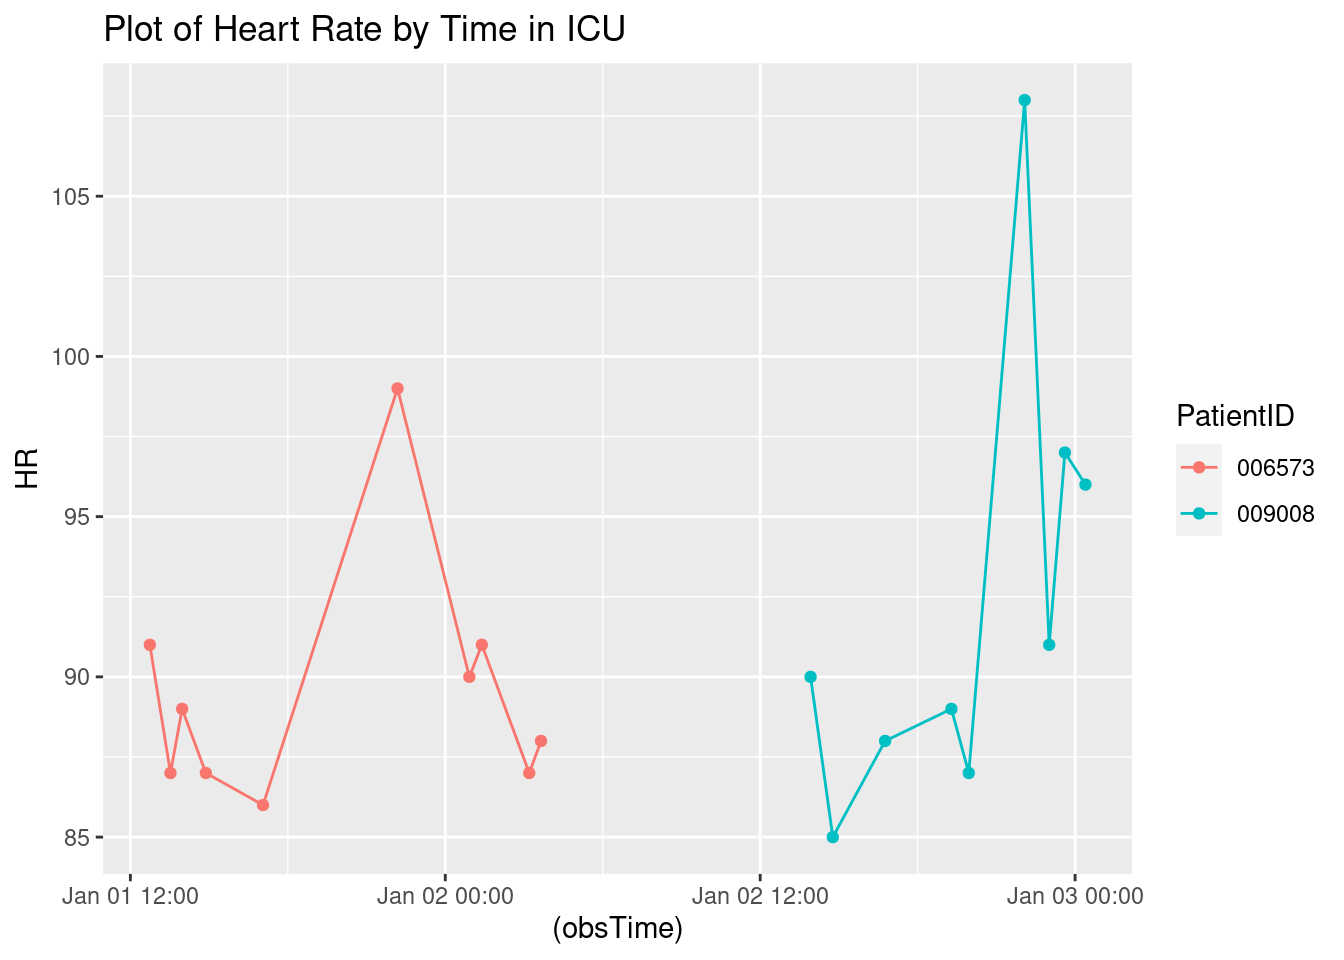 Plot of Heart Rate by Time in ICU
105
100
95
90
85
HR
Jan 01 12:00
Jan 02 00:00
Jan 02 12:00
Jan 03 00:00
(obsTime)
PatientID
006573
009008